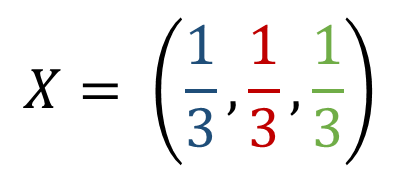 X = (1/3, 1/3, 1/3)